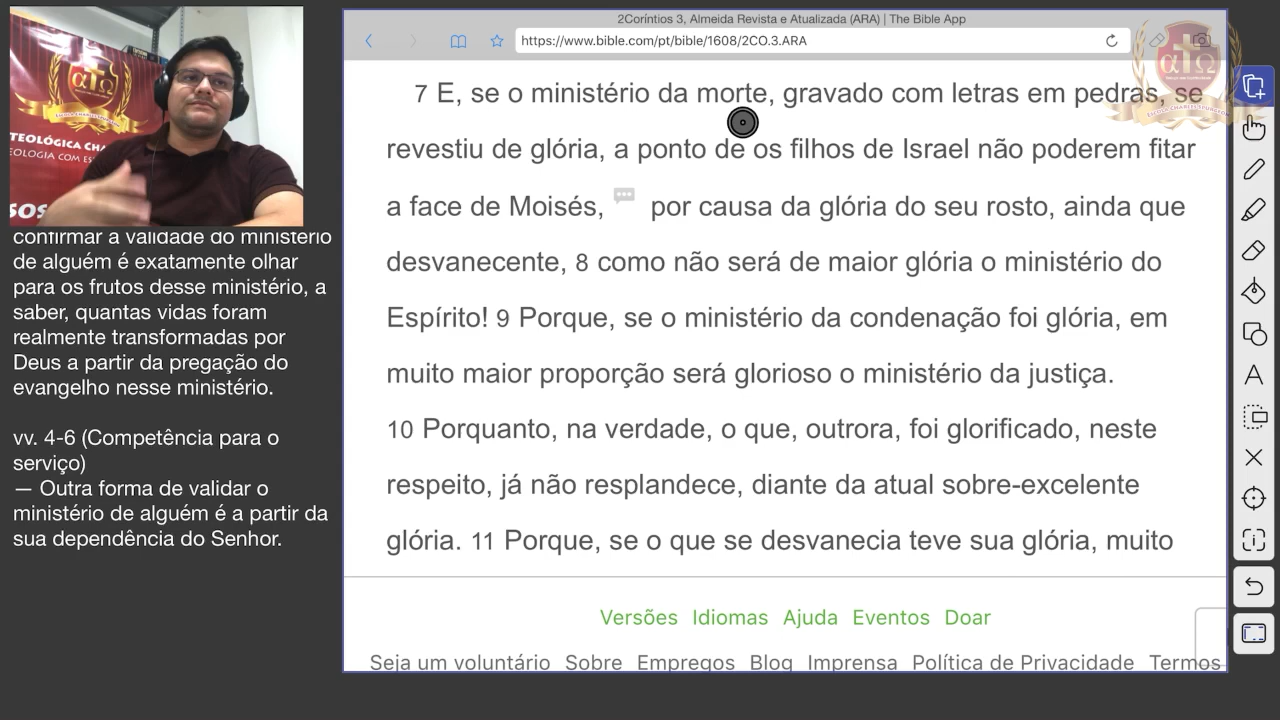 2Coríntios 3, Almeida Revista e Atualizada (ARA) | The Bible App
https://www.bible.com/pt/bible/1608/2CO.3.ARA
7 E, se o ministério da morte, gravado com letras em pedras, se
revestiu de glória, a ponto de os filhos de Israel não poderem fitar
a face de Moisés, por causa da glória do seu rosto, ainda que
desvanecente, 8 como não será de maior glória o ministério do
Espírito! 9 Porque, se o ministério da condenação foi glória, em
muito maior proporção será glorioso o ministério da justiça.
10 Porquanto, na verdade, o que, outrora, foi glorificado, neste
respeito, já não resplandece, diante da atual sobre-excelente
glória. 11 Porque, se o que se desvanecia teve sua glória, muito
Versões Idiomas Ajuda Eventos Doar
Seja um voluntário Sobre Empregos Blog Imprensa Política de Privacidade Termos
α Ω
TEOLÓGICA CHA
EOLOGIA COM ES
confirmar a validade do ministério
de alguém é exatamente olhar
para os frutos desse ministério, a
saber, quantas vidas foram
realmente transformadas por
Deus a partir da pregação do
evangelho nesse ministério.
vv. 4-6 (Competência para o
serviço)
— Outra forma de validar o
ministério de alguém é a partir da
sua dependência do Senhor.
α Ω
ESCOLA CHARLES SPURGEON
A